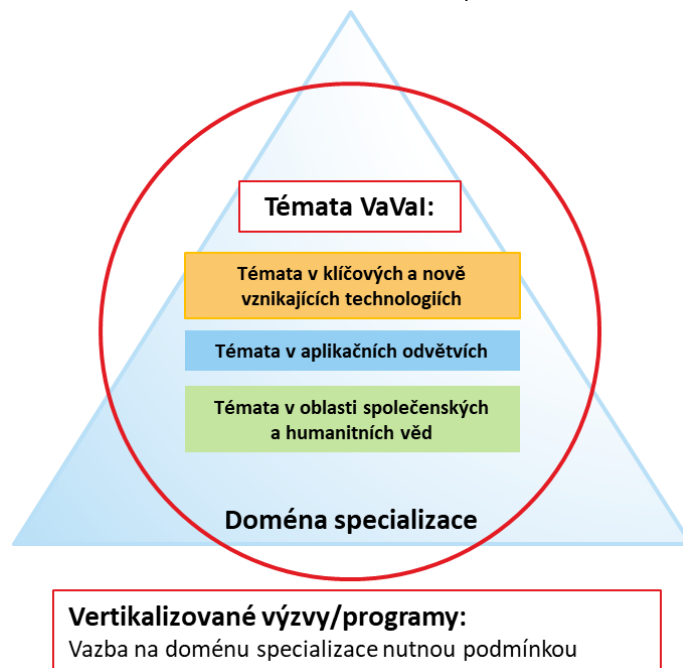 Témata VaVaI:
Témata v klíčových a nově
vznikajících technologiích
Témata v aplikačních odvětvích
Témata v oblasti společenských
a humanitních věd
Doména specializace
Vertikalizované výzvy/programy:
Vazba na doménu specializace nutnou podmínkou